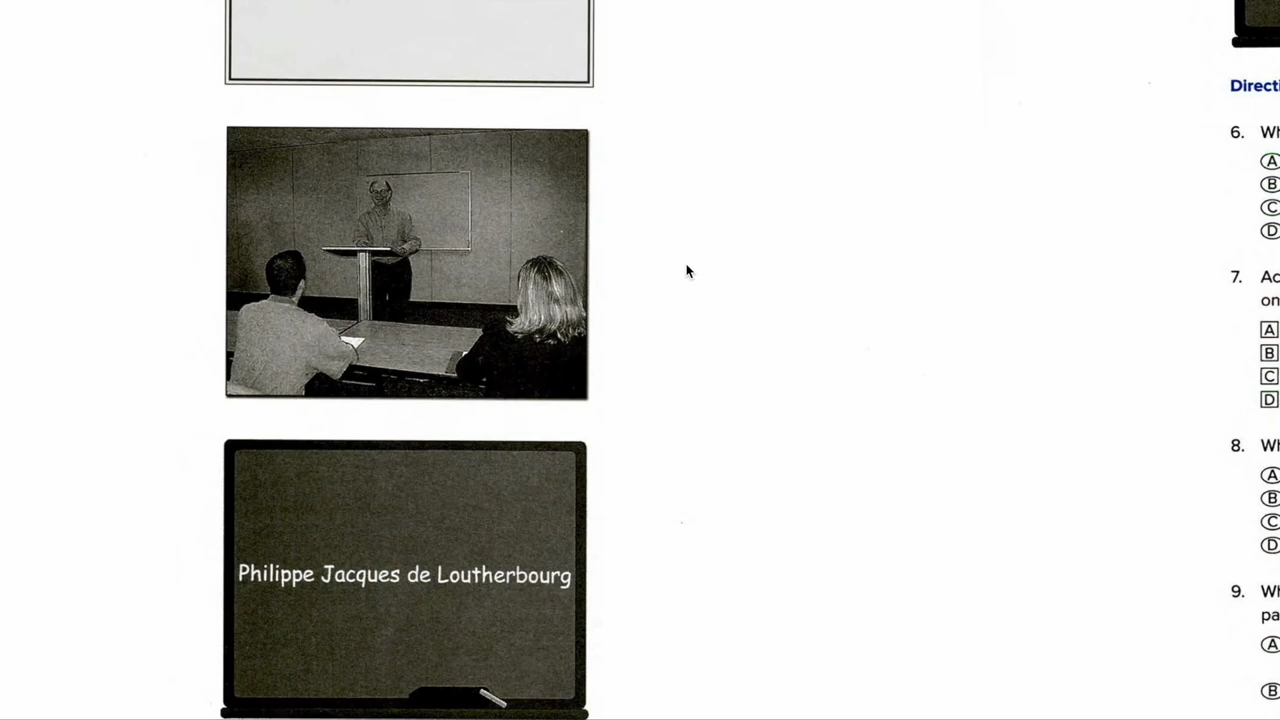 Philippe Jacques de Loutherbourg
Directi
6. Wh
A
B
C
D
7. Ac
on
A
B
C
D
8. Wh
A
B
C
D
9. Wh
pa
A
B